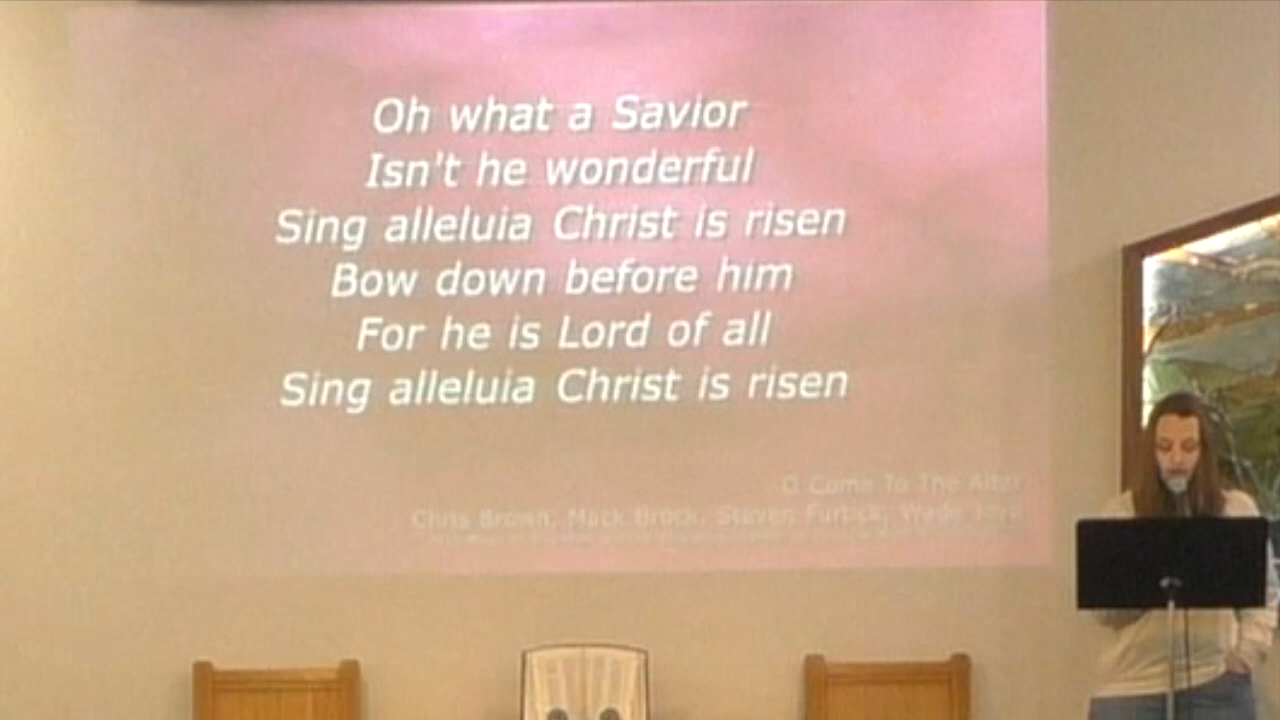 Oh what a Savior
Isn't he wonderful
Sing alleluia Christ is risen
Bow down before him
For he is Lord of all
Sing alleluia Christ is risen
O Come To The Altar
Chris Brown, Mack Brock, Steven Furtick, Wade Joye